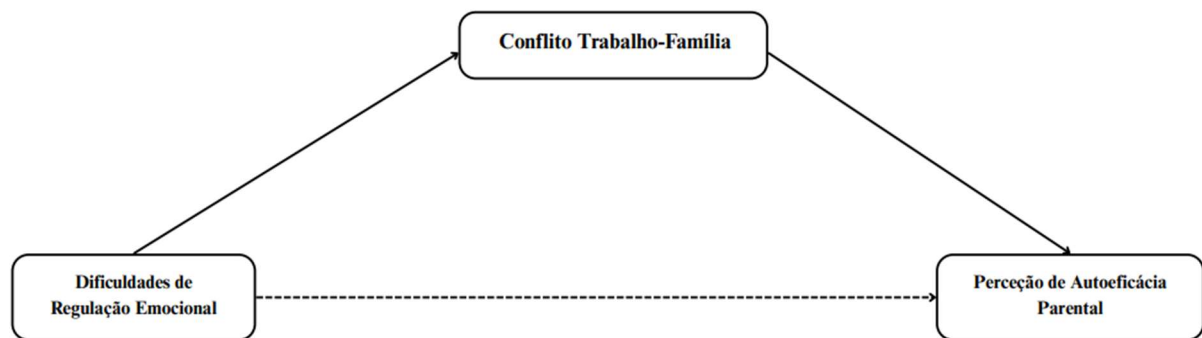 Conflito Trabalho-Família
Dificuldades de
Regulação Emocional
Perceção de Autoeficácia
Parental